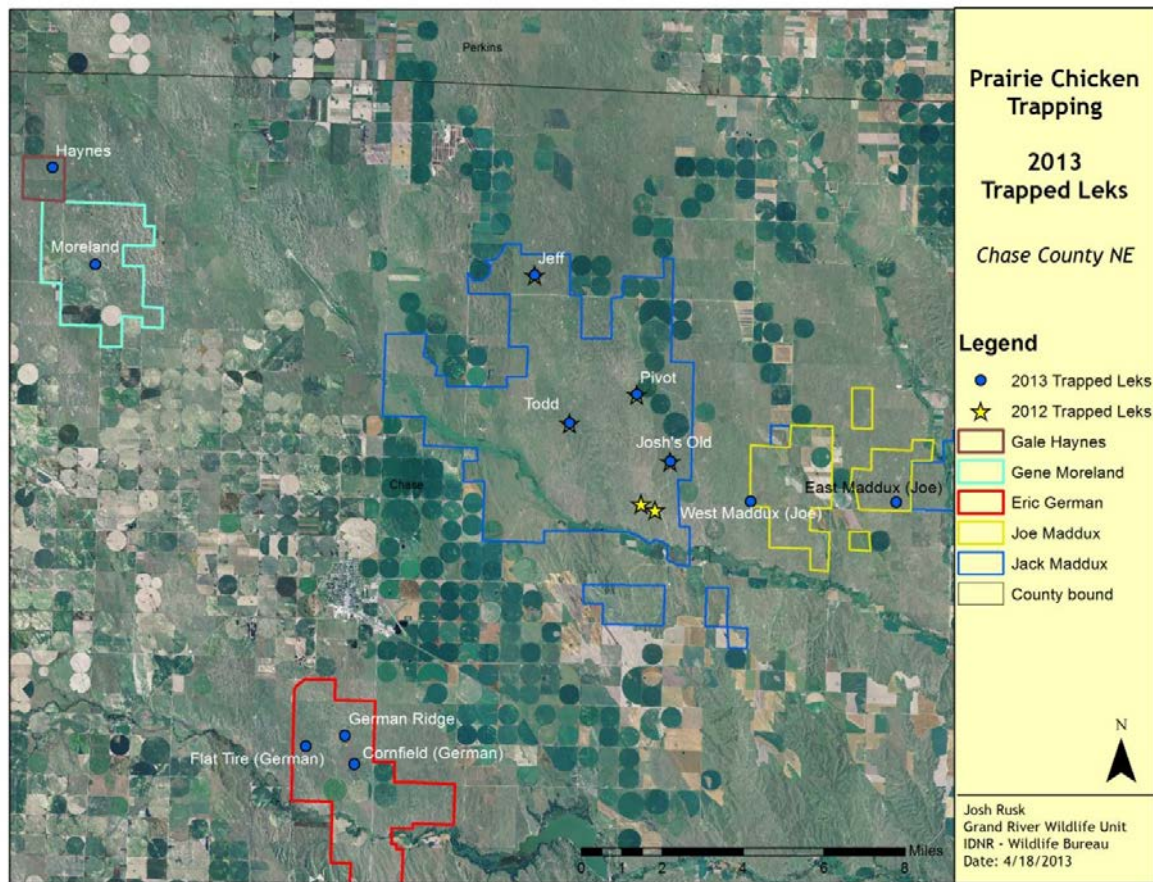 Perkins
Haynes
Moreland
Jeff
Pivot
Todd
Josh's Old
Chase
West Maddux (Joe)
East Maddux (Joe)
German Ridge
Flat Tire (German)
Cornfield (German)
0 2 4 6 8
Miles
Prairie Chicken
Trapping
2013
Trapped Leks
Chase County NE
Legend
2013 Trapped Leks
2012 Trapped Leks
Gale Haynes
Gene Moreland
Eric German
Joe Maddux
Jack Maddux
County bound
N
Josh Rusk
Grand River Wildlife Unit
IDNR - Wildlife Bureau
Date: 4/18/2013